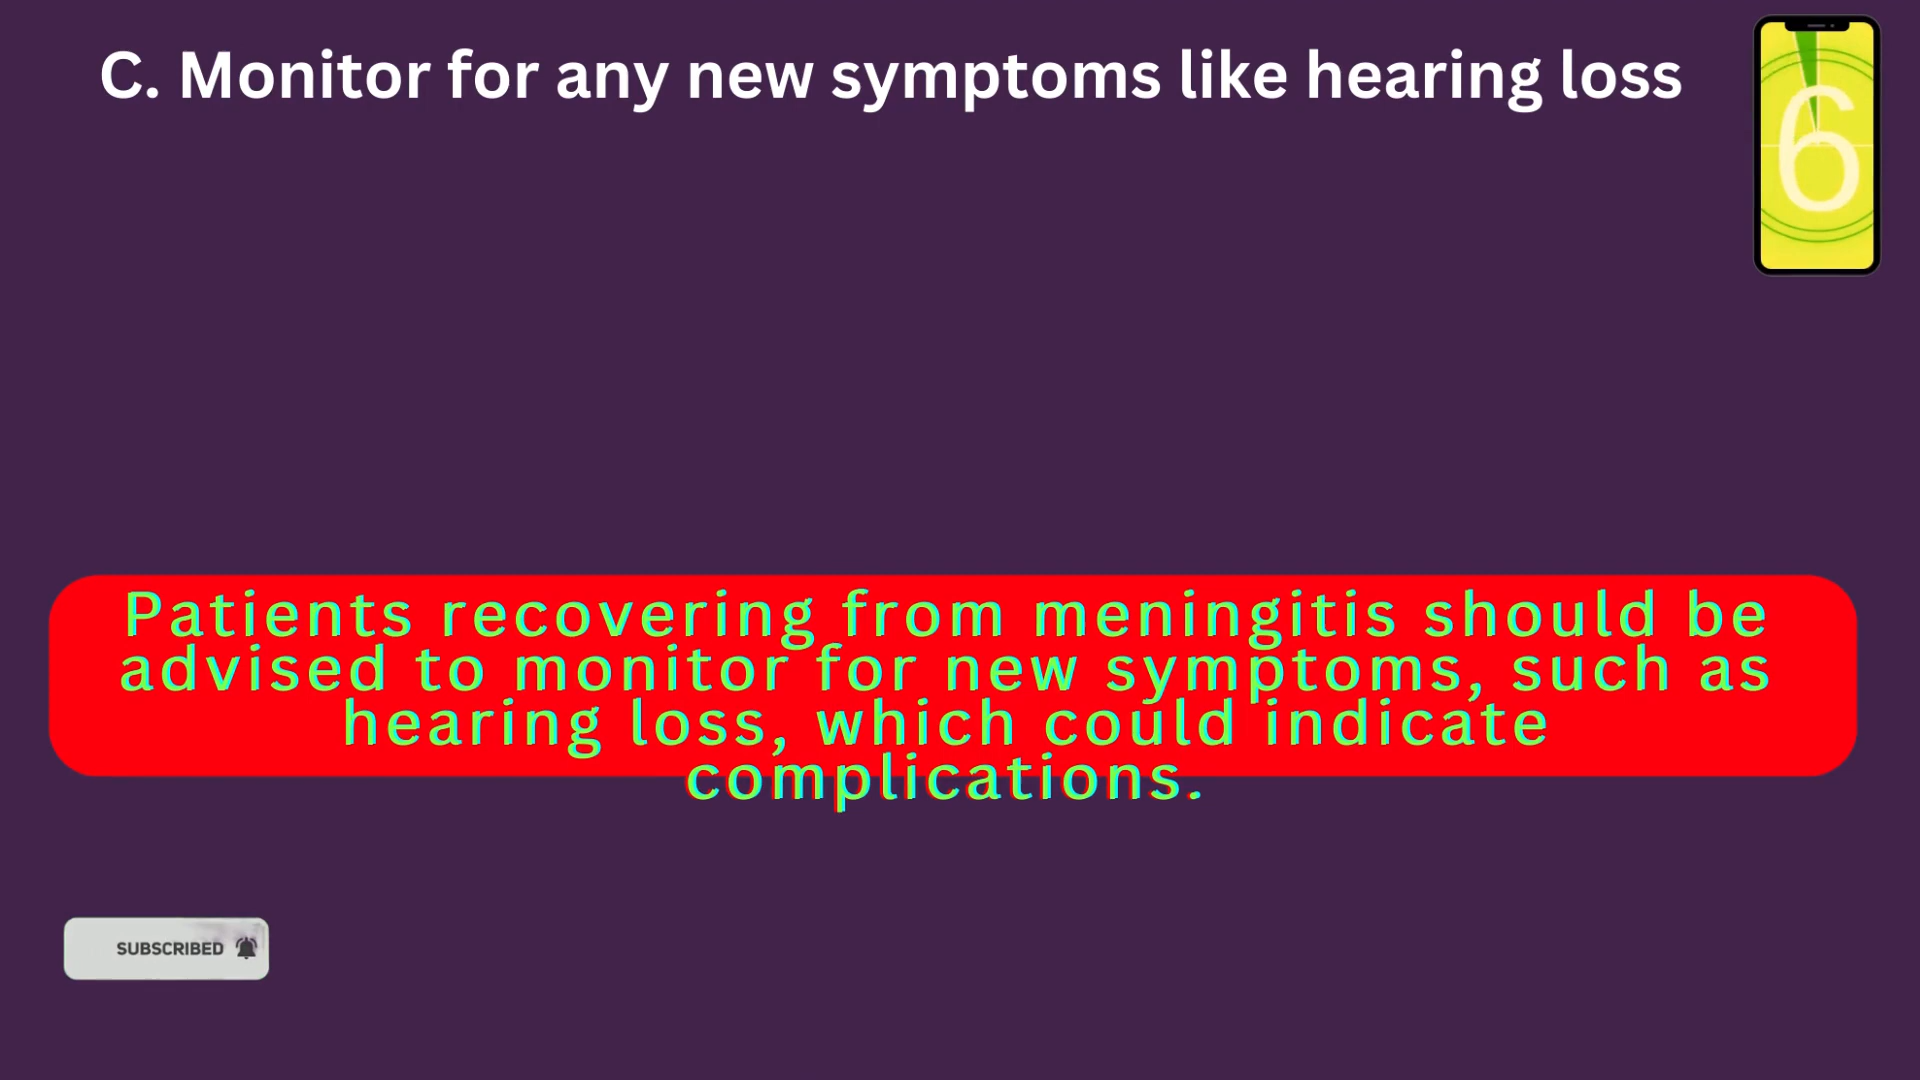 C. Monitor for any new symptoms like hearing loss
6
Patients recovering from meningitis should be
advised to monitor for new symptoms, such as
hearing loss, which could indicate
complications.
SUBSCRIBED